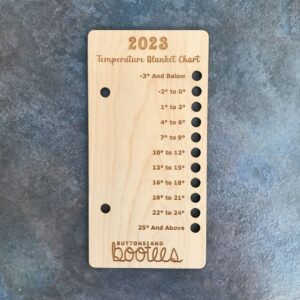 2023
Temperature Blanket Chart
-3° And Below
-2° to 0°
1° to 3°
4° to 6°
7° to 9°
10° to 12°
13° to 15°
16° to 18°
19° to 21°
22° to 24°
25° And Above
BUTTONS AND
bootees